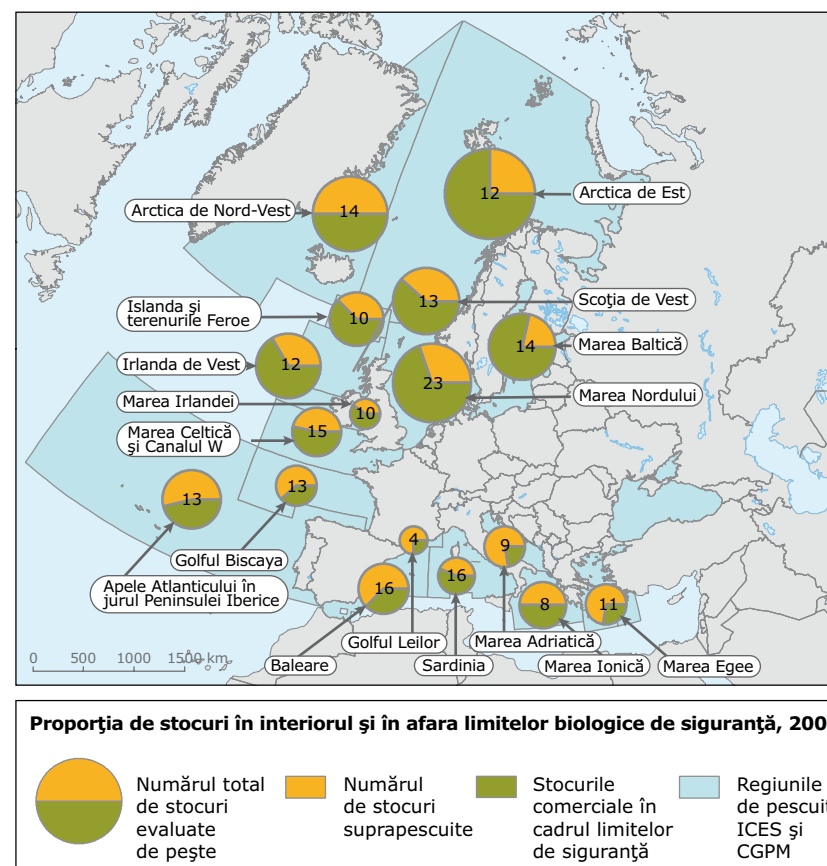 Arctica de Est
12
Arctica de Nord-Vest
14
Islanda şi
terenurile Feroe
10
13
Scoţia de Vest
Irlanda de Vest
12
14
Marea Baltică
Marea Irlandei
10
23
Marea Nordului
Marea Celtică
şi Canalul W
15
13
13
Golful Biscaya
Apele Atlanticului în
jurul Peninsulei Iberice
4
9
16
16
8
11
Golful Leilor
Marea Adriatică
Baleare
Sardinia
Marea Ionică
Marea Egee
0 500 1000 1500 km
Proporţia de stocuri în interiorul şi în afara limitelor biologice de siguranţă, 200
Numărul total
de stocuri
evaluate
de peşte
Numărul
de stocuri
suprapescuite
Stocurile
comerciale în
cadrul limitelor
de siguranţă
Regiunile
de pescuit
ICES şi
CGPM